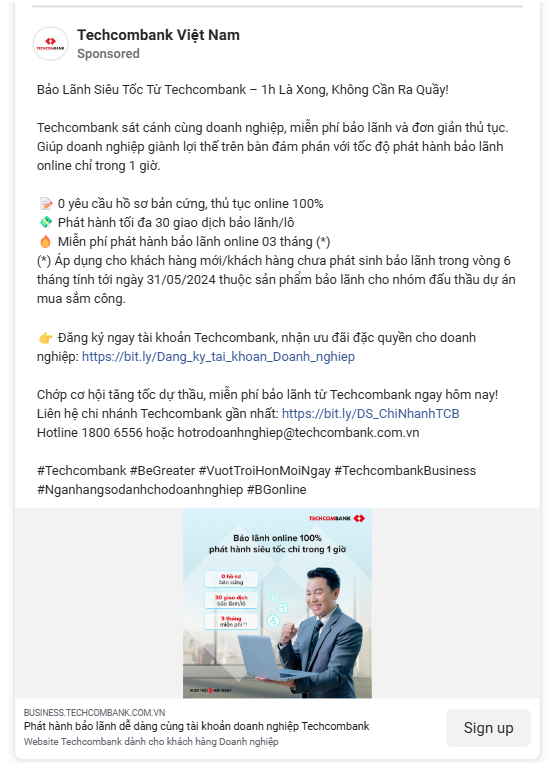 Techcombank Việt Nam
Sponsored
TECHCOMBANK
Bảo Lãnh Siêu Tốc Từ Techcombank – 1h Là Xong, Không Cần Ra Quầy!
Techcombank sát cánh cùng doanh nghiệp, miễn phí bảo lãnh và đơn giản thủ tục.
Giúp doanh nghiệp giành lợi thế trên bàn đám phán với tốc độ phát hành bảo lãnh
online chỉ trong 1 giờ.
📝 0 yêu cầu hồ sơ bản cứng, thủ tục online 100%
💸 Phát hành tối đa 30 giao dịch bảo lãnh/lô
🔥 Miễn phí phát hành bảo lãnh online 03 tháng (*)
(*) Áp dụng cho khách hàng mới/khách hàng chưa phát sinh bảo lãnh trong vòng 6
tháng tính tới ngày 31/05/2024 thuộc sản phẩm bảo lãnh cho nhóm đấu thầu dự án
mua sắm công.
👉 Đăng ký ngay tài khoản Techcombank, nhận ưu đãi đặc quyền cho doanh
nghiệp: https://bit.ly/Dang_ky_tai_khoan_Doanh_nghiep
Chớp cơ hội tăng tốc dự thầu, miễn phí bảo lãnh từ Techcombank ngay hôm nay!
Liên hệ chi nhánh Techcombank gần nhất: https://bit.ly/DS_ChiNhanhTCB
Hotline 1800 6556 hoặc hotrodoanhnghiep@techcombank.com.vn
#Techcombank #BeGreater #VuotTroiHonMoiNgay #TechcombankBusiness
#Nganhangsodanhchodoanhnghiep #BGonline
TECHCOMBANK
Bảo lãnh online 100%
phát hành siêu tốc chỉ trong 1 giờ
0 hồ sơ
bản cứng
30 giao dịch
bảo lãnh/lô
3 tháng
miễn phí (*)
VƯỢT TRỘI MỖI NGÀY
BUSINESS.TECHCOMBANK.COM.VN
Phát hành bảo lãnh dễ dàng cùng tài khoản doanh nghiệp Techcombank
Website Techcombank dành cho khách hàng Doanh nghiệp
Sign up